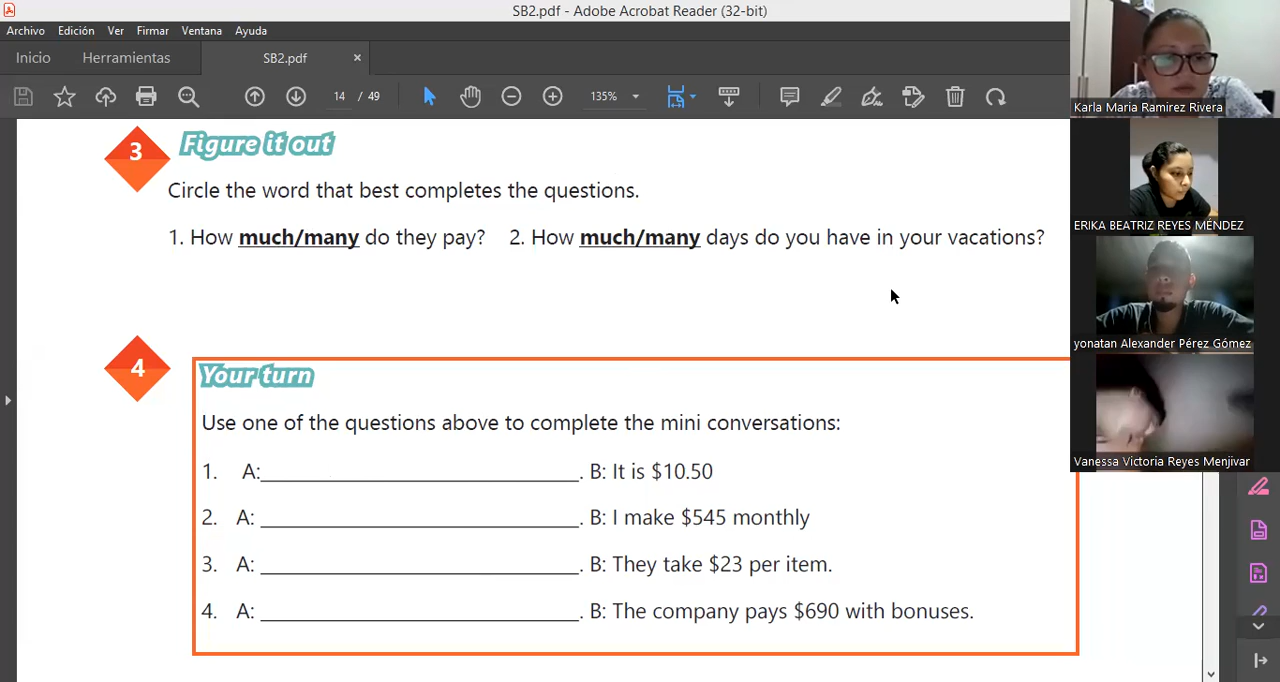 SB2.pdf - Adobe Acrobat Reader (32-bit)
Archivo Edición Ver Firmar Ventana Ayuda
Inicio Herramientas SB2.pdf ×
14 / 49 135%
Karla Maria Ramirez Rivera
ERIKA BEATRIZ REYES MÉNDEZ
yonatan Alexander Pérez Gómez
Vanessa Victoria Reyes Menjivar
3 Figure it out
Circle the word that best completes the questions.
1. How much/many do they pay? 2. How much/many days do you have in your vacations?
4 Your turn
Use one of the questions above to complete the mini conversations:
1. A:______________________________. B: It is $10.50
2. A: ______________________________. B: I make $545 monthly
3. A: ______________________________. B: They take $23 per item.
4. A: ______________________________. B: The company pays $690 with bonuses.